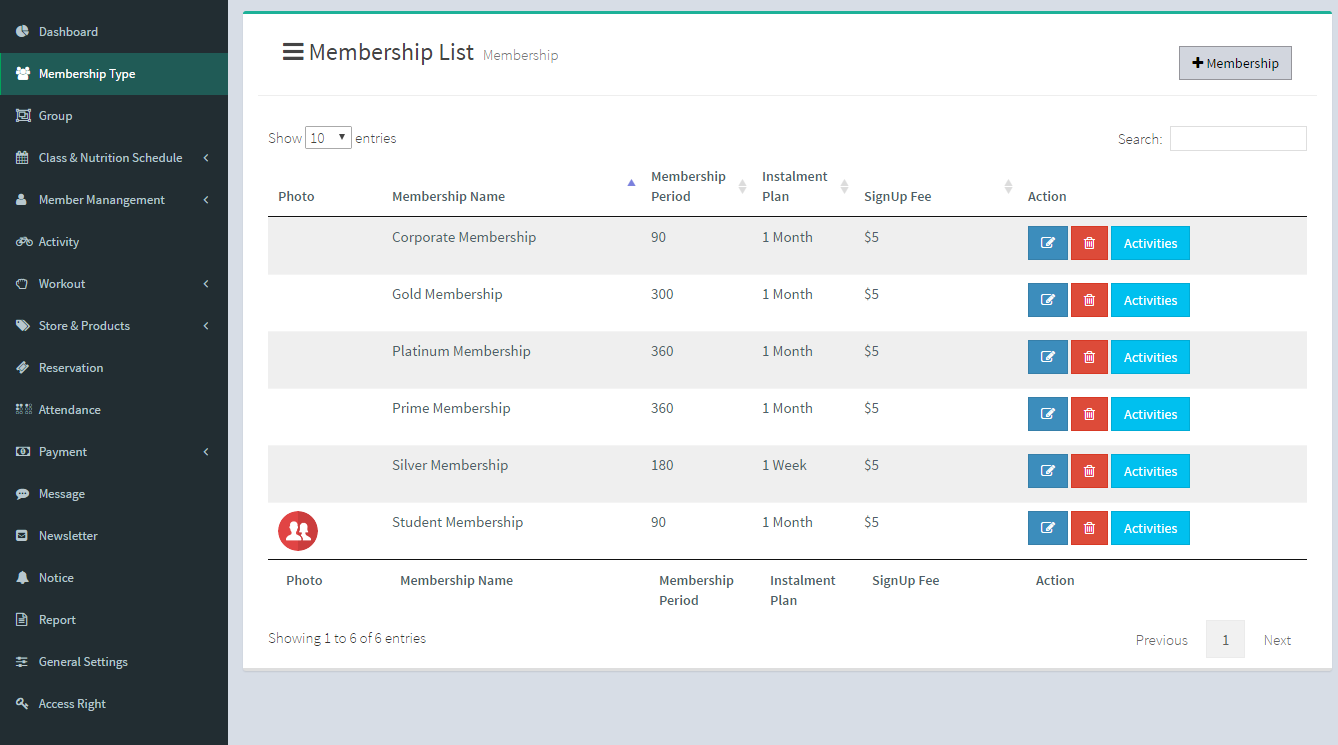 Dashboard
Membership Type
Group
Class & Nutrition Schedule
Member Manangement
Activity
Workout
Store & Products
Reservation
Attendance
Payment
Message
Newsletter
Notice
Report
General Settings
Access Right
Membership List Membership
Membership
Show 10 entries
Search:
Photo Membership Name Membership Period Instalment Plan SignUp Fee Action
Corporate Membership 90 1 Month $5 Activities
Gold Membership 300 1 Month $5 Activities
Platinum Membership 360 1 Month $5 Activities
Prime Membership 360 1 Month $5 Activities
Silver Membership 180 1 Week $5 Activities
Student Membership 90 1 Month $5 Activities
Photo Membership Name Membership Period Instalment Plan SignUp Fee Action
Showing 1 to 6 of 6 entries
Previous 1 Next